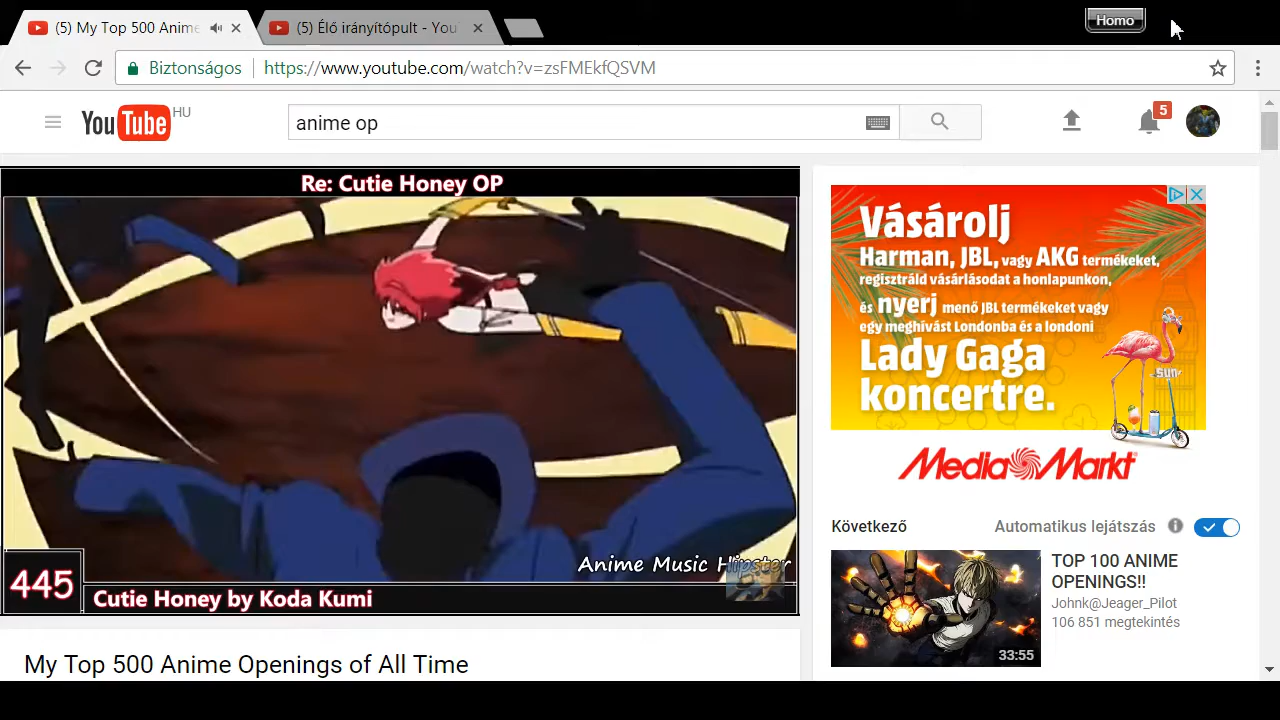 (5) My Top 500 Anime
(5) Élő irányítópult - You
Homo
Biztonságos
https://www.youtube.com/watch?v=zsFMEkfQSVM
YouTube HU
anime op
5
Re: Cutie Honey OP
Anime Music Hipster
445
Cutie Honey by Koda Kumi
My Top 500 Anime Openings of All Time
Vásárolj
Harman, JBL, vagy AKG termékeket,
regisztráld vásárlásodat a honlapunkon,
és nyerj menő JBL termékeket vagy
egy meghívást Londonba és a londoni
Lady Gaga
koncertre.
SUN
Media Markt
Következő
Automatikus lejátszás
33:55
TOP 100 ANIME
OPENINGS!!
Johnk@Jeager_Pilot
106 851 megtekintés